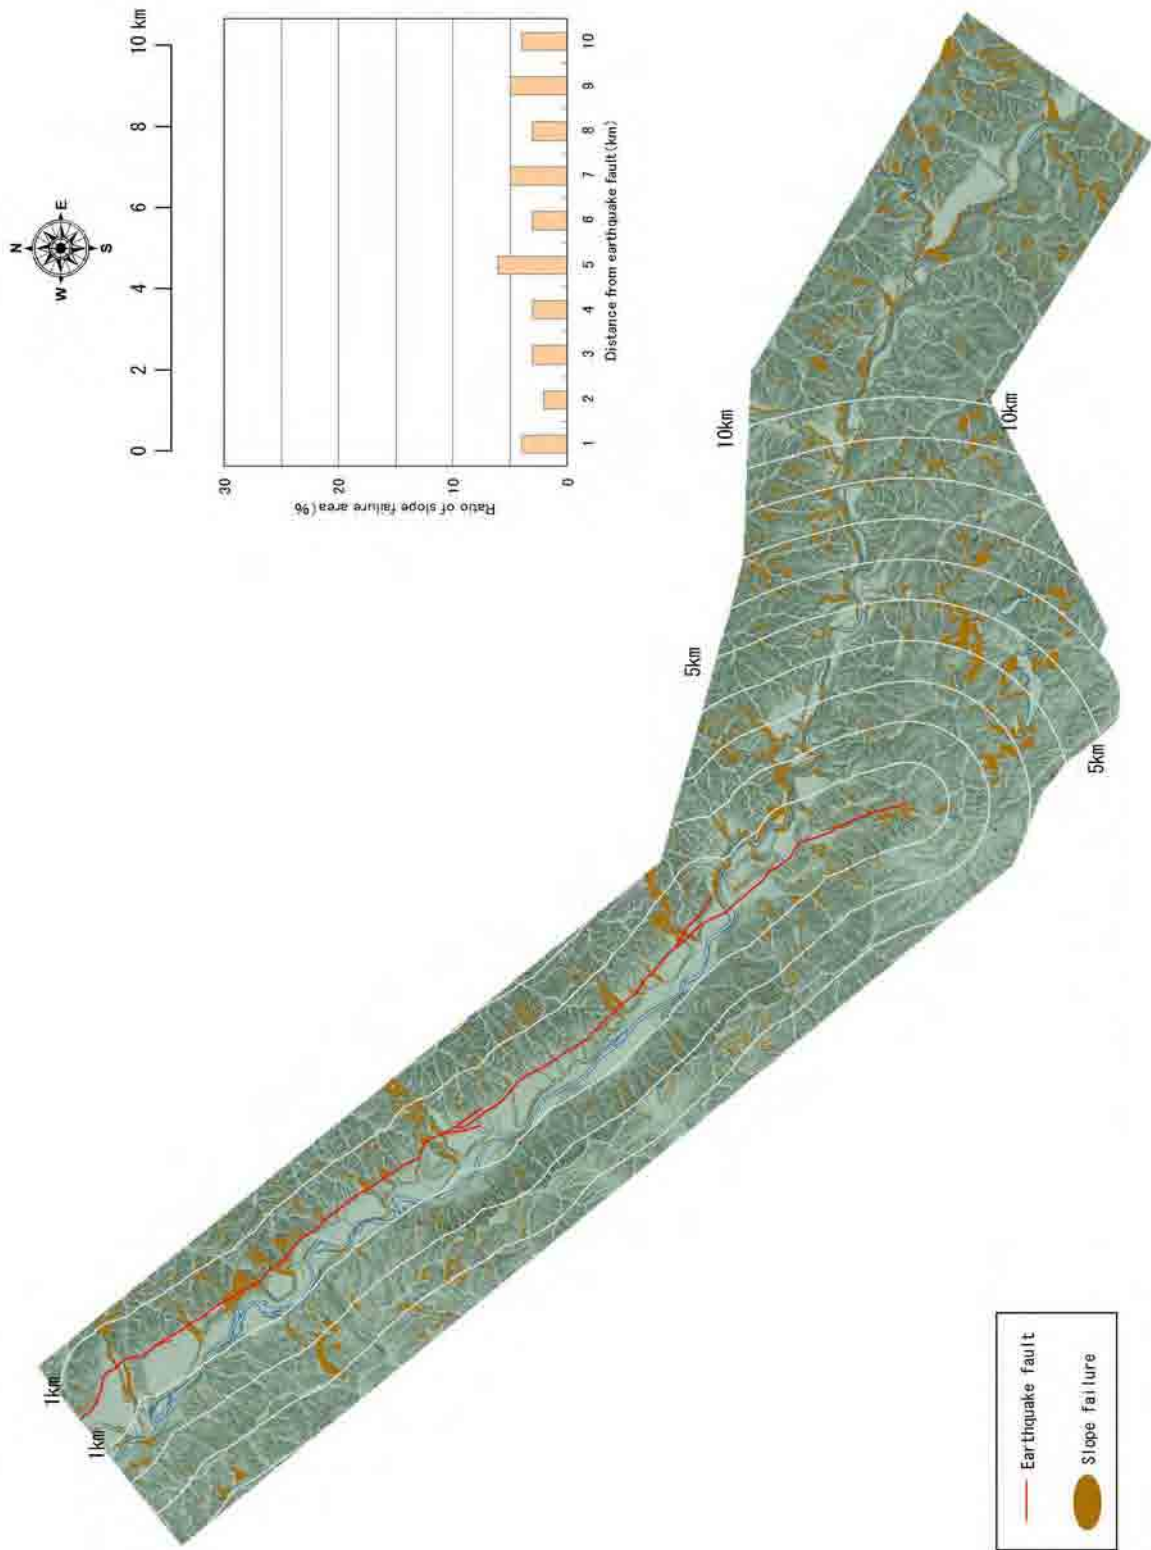 N
W
E
S
0
2
4
6
8
10 km
30
20
10
0
Ratio of slope failure area(%
1
2
3
4
5
6
7
8
9
10
Distance from earthquake fault(km)
10km
10km
5km
5km
1km
1km
Earthquake fault
Slope failure